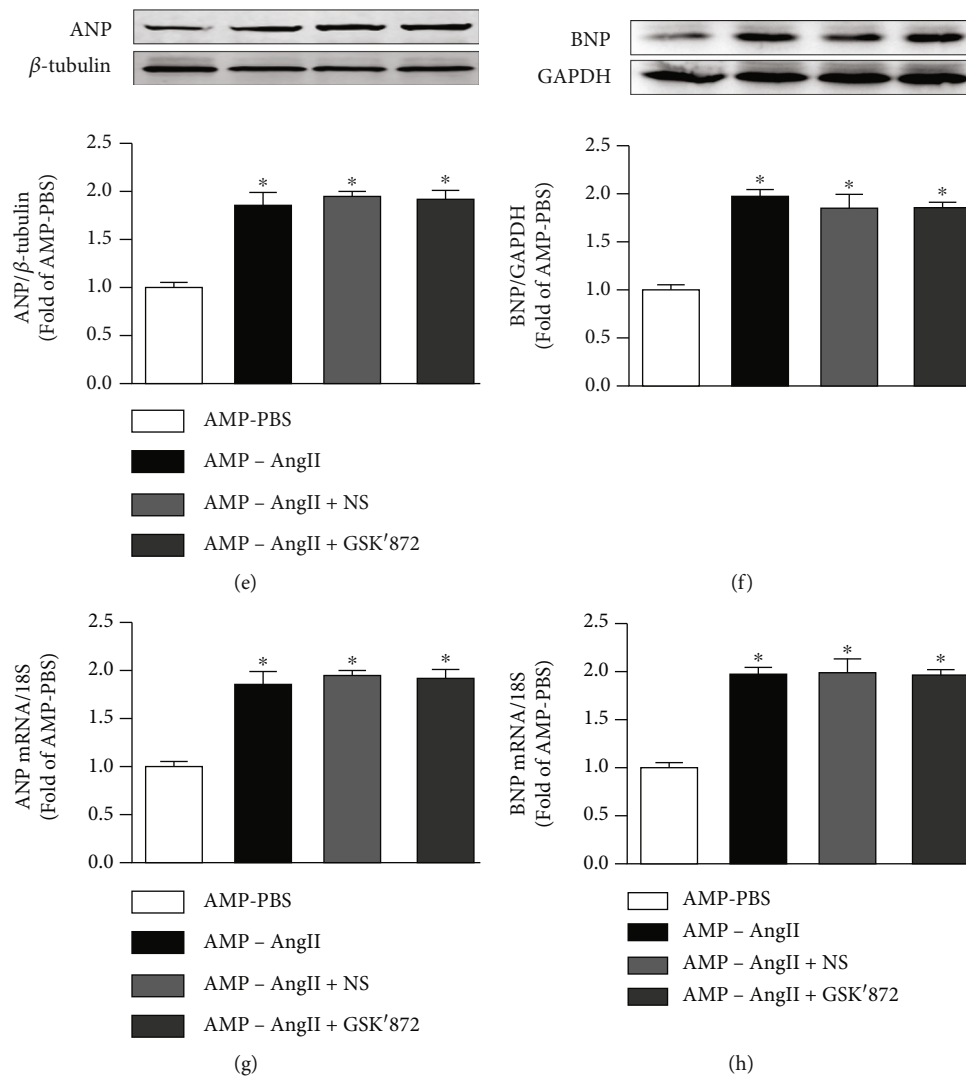 ANP
β-tubulin
BNP
GAPDH
ANP/β-tubulin
(Fold of AMP-PBS)
2.5
2.0
1.5
1.0
0.5
0.0
*
*
*
AMP-PBS
AMP – AngII
AMP – AngII + NS
AMP – AngII + GSK′872
(e)
BNP/GAPDH
(Fold of AMP-PBS)
2.5
2.0
1.5
1.0
0.5
0.0
*
*
*
(f)
ANP mRNA/18S
(Fold of AMP-PBS)
2.5
2.0
1.5
1.0
0.5
0.0
*
*
*
AMP-PBS
AMP – AngII
AMP – AngII + NS
AMP – AngII + GSK′872
(g)
BNP mRNA/18S
(Fold of AMP-PBS)
2.5
2.0
1.5
1.0
0.5
0.0
*
*
*
AMP-PBS
AMP – AngII
AMP – AngII + NS
AMP – AngII + GSK′872
(h)